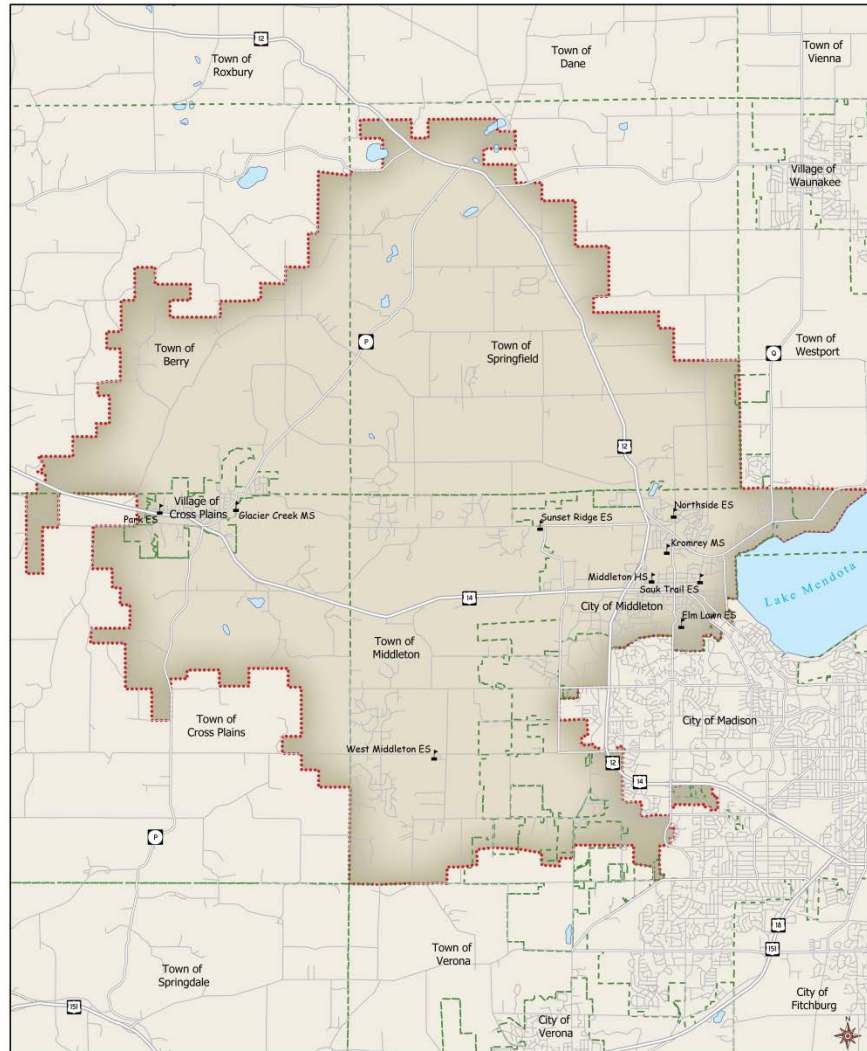 12
Town of
Roxbury
Town of
Dane
Town of
Vienna
Village of
Waunakee
Town of
Berry
P
Town of
Springfield
Q
Town of
Westport
12
Village of
Cross Plains
Park ES
Glacier Creek MS
Sunset Ridge ES
Northside ES
Kromrey MS
Middleton HS
Sauk Trail ES
City of Middleton
Elm Lawn ES
Lake Mendota
14
Town of
Middleton
Town of
Cross Plains
City of Madison
West Middleton ES
12
14
P
18
151
Town of
Verona
Town of
Springdale
151
City of
Verona
City of
Fitchburg
N